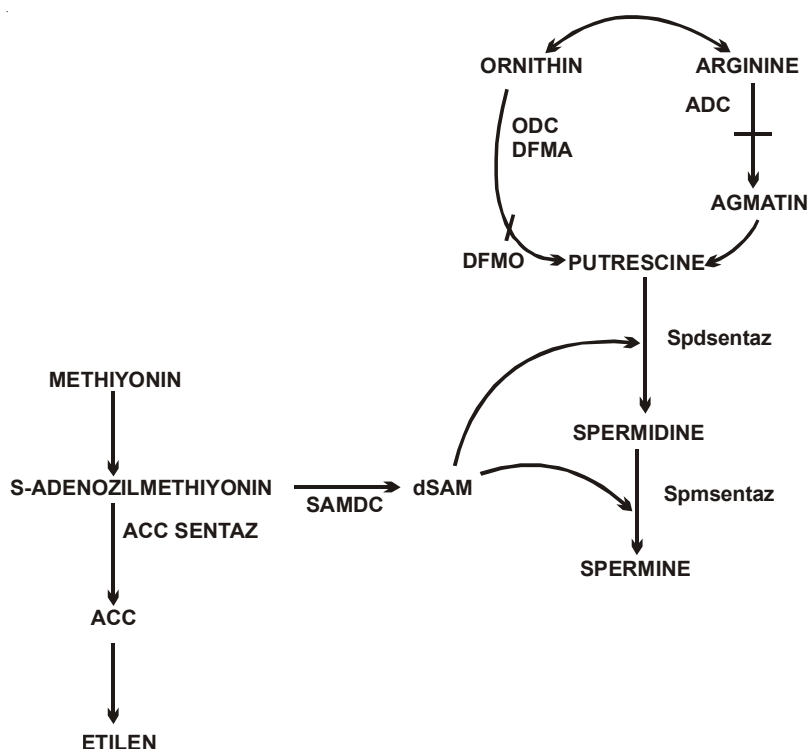 ORNITHIN
ARGININE
ADC
ODC
DFMA
AGMATIN
DFMO
PUTRESCINE
Spdsentaz
METHIYONIN
SPERMIDINE
S-ADENOZILMETHIYONIN
dSAM
SAMDC
Spmsentaz
ACC SENTAZ
SPERMINE
ACC
ETILEN